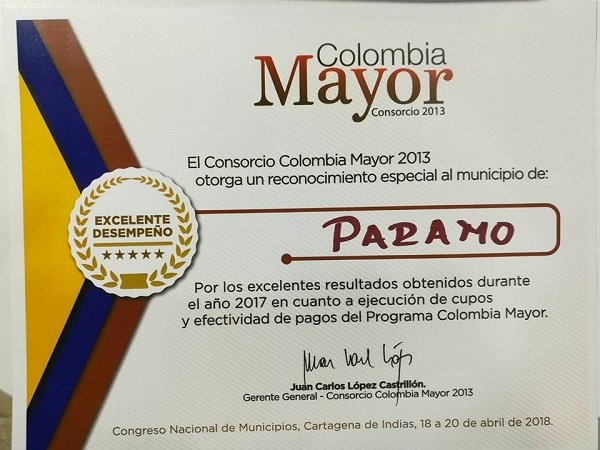 Colombia
Mayor
Consorcio 2013
El Consorcio Colombia Mayor 2013
otorga un reconocimiento especial al municipio de:
EXCELENTE
DESEMPEÑO
PARAMO
Por los excelentes resultados obtenidos durante
el año 2017 en cuanto a ejecución de cupos
y efectividad de pagos del Programa Colombia Mayor.
Juan Carlos López Castrillón.
Gerente General - Consorcio Colombia Mayor 2013
Congreso Nacional de Municipios, Cartagena de Indias, 18 a 20 de abril de 2018.